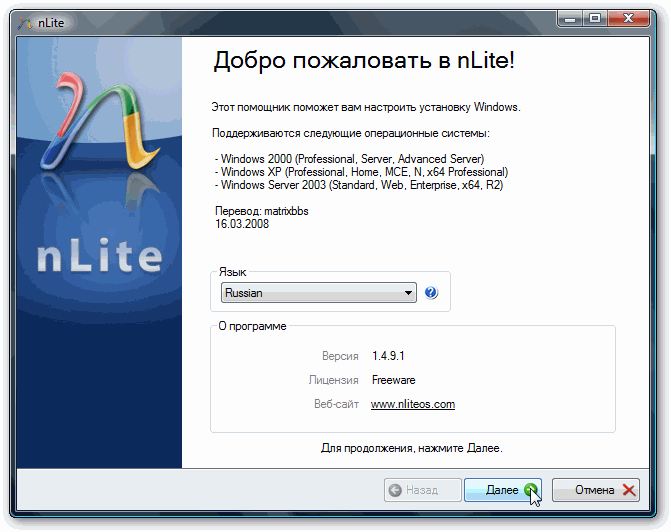 nLite
Добро пожаловать в nLite!
Этот помощник поможет вам настроить установку Windows.
Поддерживаются следующие операционные системы:
- Windows 2000 (Professional, Server, Advanced Server)
- Windows XP (Professional, Home, MCE, N, x64 Professional)
- Windows Server 2003 (Standard, Web, Enterprise, x64, R2)
Перевод: matrixbbs
16.03.2008
nLite
Язык
Russian
О программе
Версия 1.4.9.1
Лицензия Freeware
Веб-сайт www.nliteos.com
Для продолжения, нажмите Далее.
Назад Далее Отмена